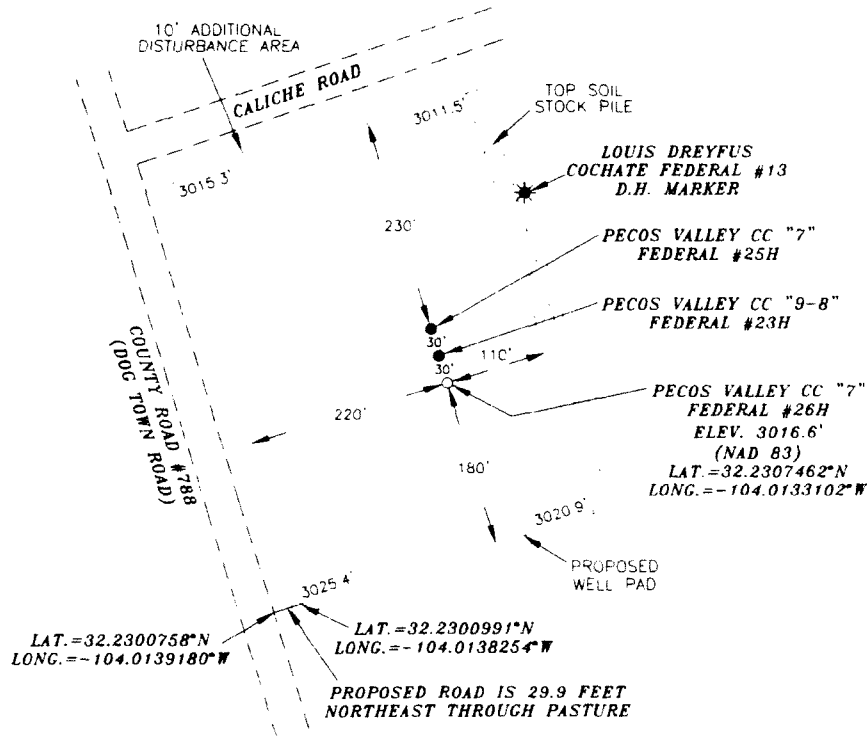 10' ADDITIONAL
DISTURBANCE AREA
CALICHE ROAD
3011.5'
TOP SOIL
STOCK PILE
3015.3'
LOUIS DREYFUS
COCHATE FEDERAL #13
D.H. MARKER
230'
PECOS VALLEY CC "7"
FEDERAL #25H
PECOS VALLEY CC "9-8"
FEDERAL #23H
30'
30'
110'
COUNTY ROAD #788
(DOG TOWN ROAD)
220'
PECOS VALLEY CC "7"
FEDERAL #26H
ELEV. 3016.6'
(NAD 83)
LAT.=32.2307462°N
LONG.=-104.0133102°W
180'
3020.9'
PROPOSED
WELL PAD
3025.4'
LAT.=32.2300758°N
LONG.=-104.0139180°W
LAT.=32.2300991°N
LONG.=-104.0138254°W
PROPOSED ROAD IS 29.9 FEET
NORTHEAST THROUGH PASTURE